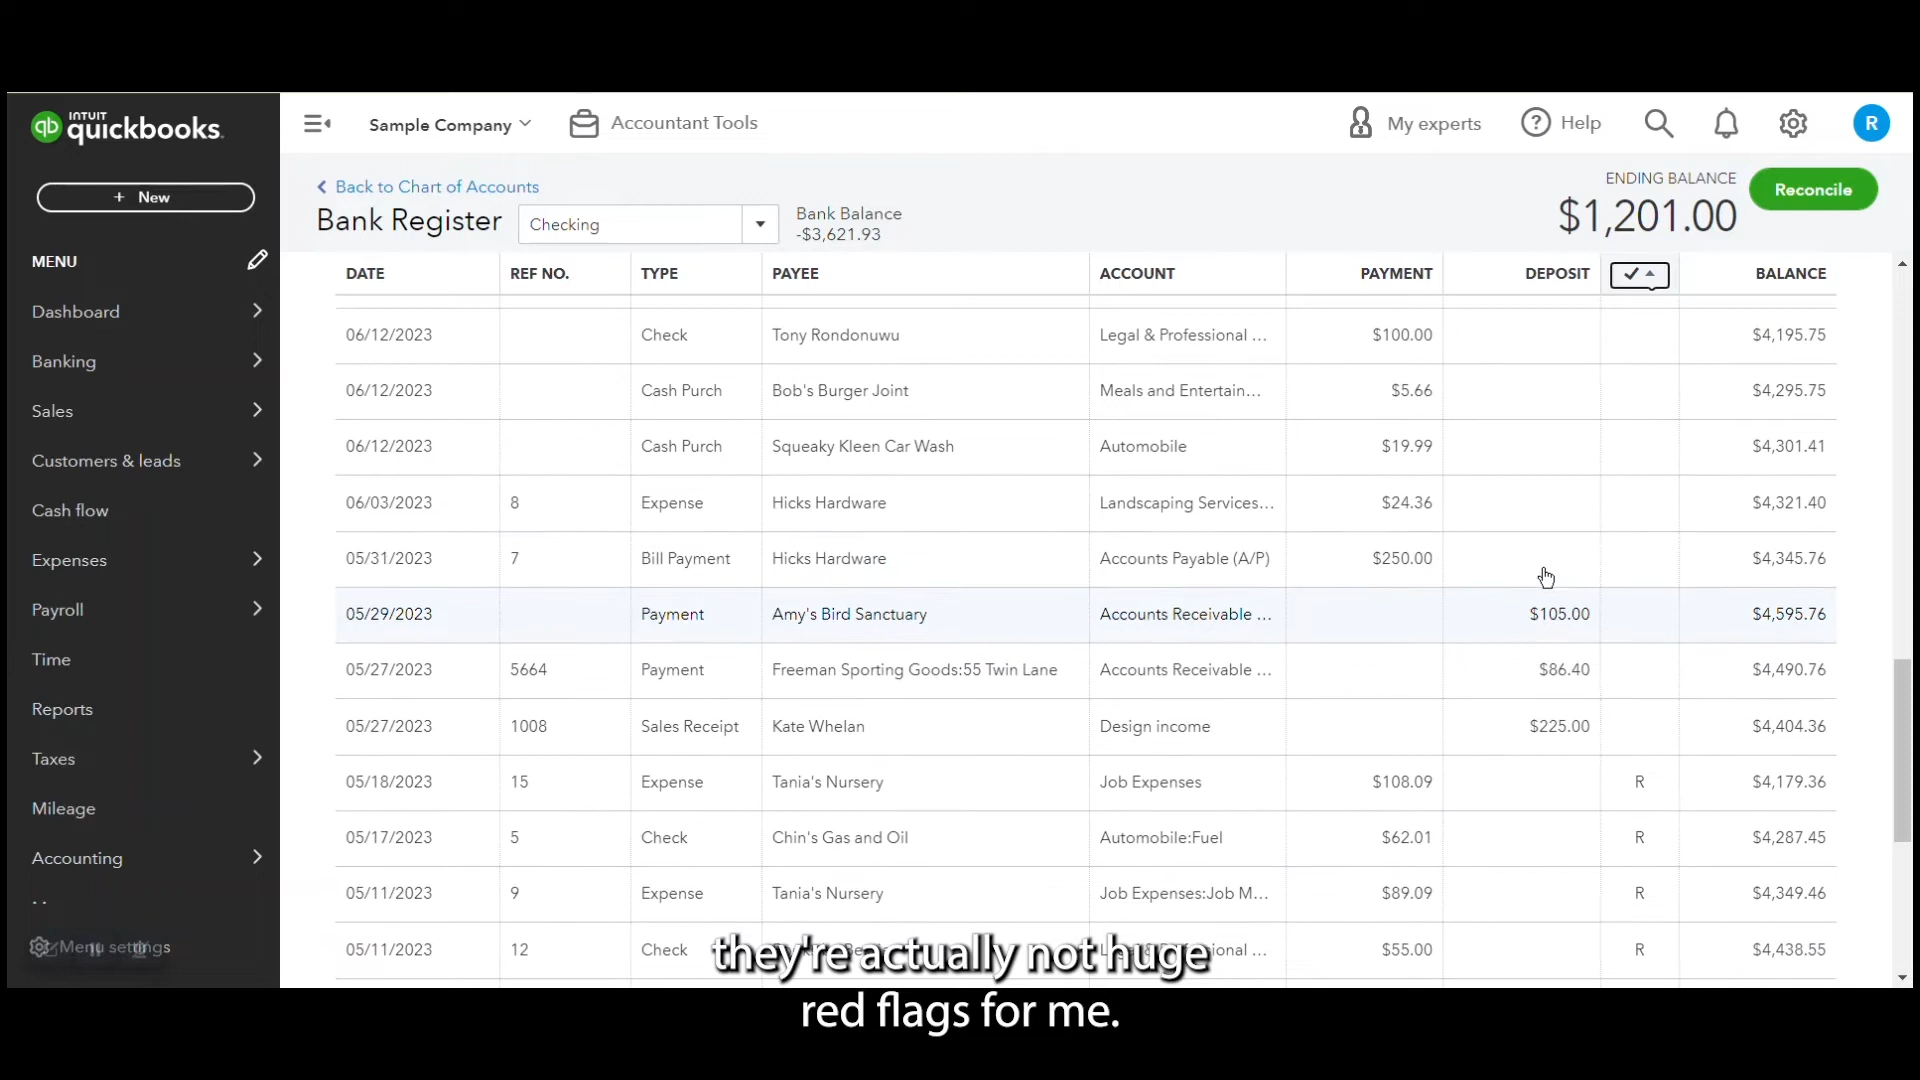 INTUIT
qb quickbooks.
Sample Company
Accountant Tools
My experts
Help
R
+ New
Back to Chart of Accounts
ENDING BALANCE
$1,201.00
Reconcile
Bank Register
Checking
Bank Balance
-$3,621.93
MENU
Dashboard
Banking
Sales
Customers & leads
Cash flow
Expenses
Payroll
Time
Reports
Taxes
Mileage
Accounting
Menu settings
DATE REF NO. TYPE PAYEE ACCOUNT PAYMENT DEPOSIT ✓ BALANCE
06/12/2023 Check Tony Rondonuwu Legal & Professional ... $100.00 $4,195.75
06/12/2023 Cash Purch Bob's Burger Joint Meals and Entertain... $5.66 $4,295.75
06/12/2023 Cash Purch Squeaky Kleen Car Wash Automobile $19.99 $4,301.41
06/03/2023 8 Expense Hicks Hardware Landscaping Services... $24.36 $4,321.40
05/31/2023 7 Bill Payment Hicks Hardware Accounts Payable (A/P) $250.00 $4,345.76
05/29/2023 Payment Amy's Bird Sanctuary Accounts Receivable ... $105.00 $4,595.76
05/27/2023 5664 Payment Freeman Sporting Goods:55 Twin Lane Accounts Receivable ... $86.40 $4,490.76
05/27/2023 1008 Sales Receipt Kate Whelan Design income $225.00 $4,404.36
05/18/2023 15 Expense Tania's Nursery Job Expenses $108.09 R $4,179.36
05/17/2023 5 Check Chin's Gas and Oil Automobile:Fuel $62.01 R $4,287.45
05/11/2023 9 Expense Tania's Nursery Job Expenses:Job M... $89.09 R $4,349.46
05/11/2023 12 Check $55.00 R $4,438.55
they're actually not huge
red flags for me.